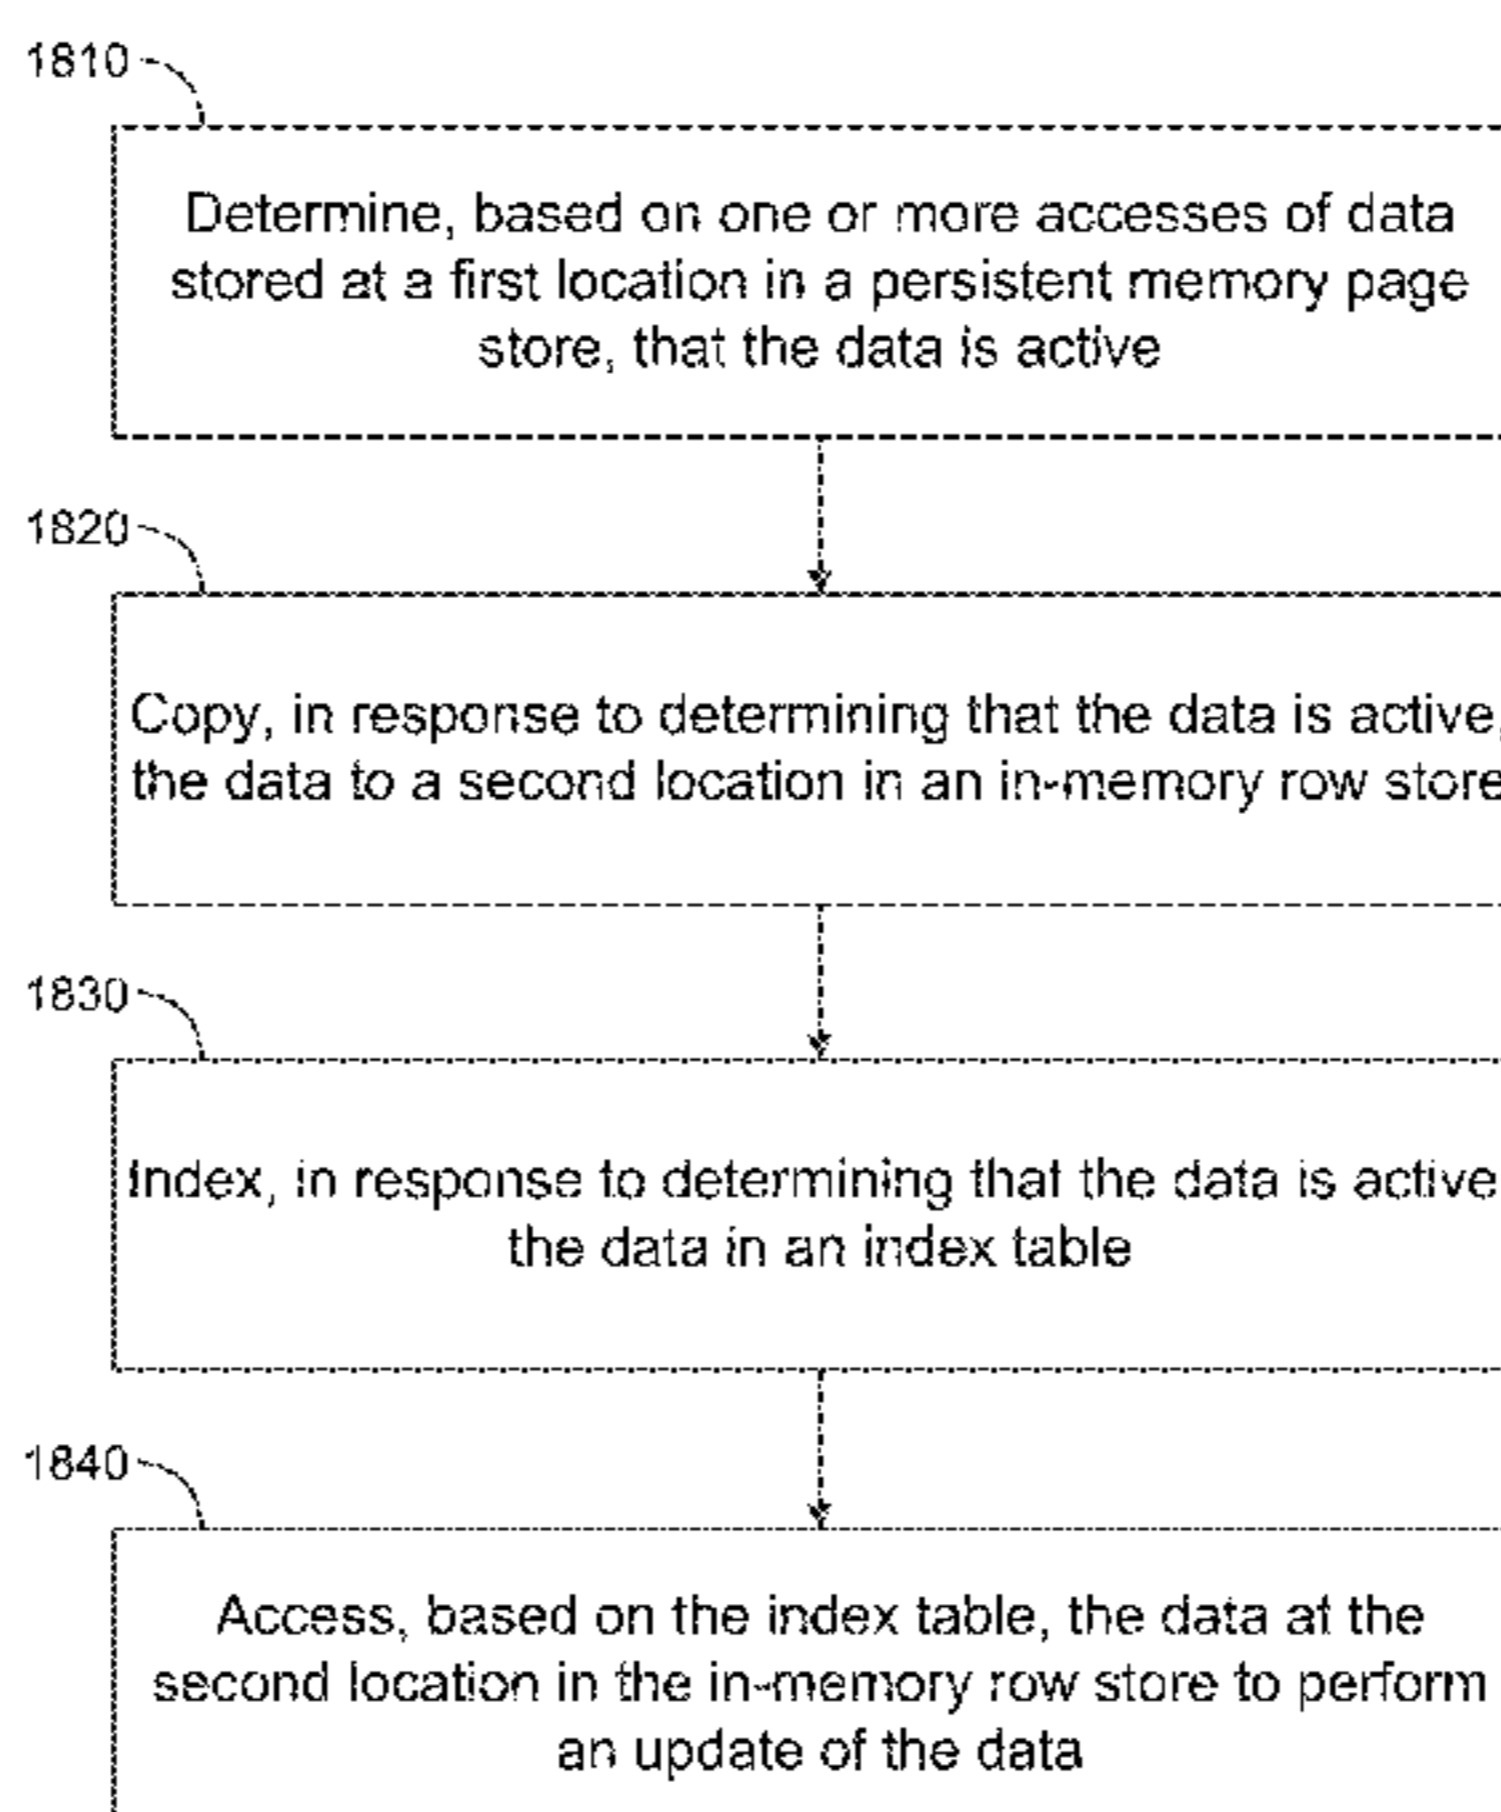 1810
Determine, based on one or more accesses of data
stored at a first location in a persistent memory page
store, that the data is active
1820
Copy, in response to determining that the data is active,
the data to a second location in an in-memory row store
1830
Index, in response to determining that the data is active
the data in an index table
1840
Access, based on the index table, the data at the
second location in the in-memory row store to perform
an update of the data